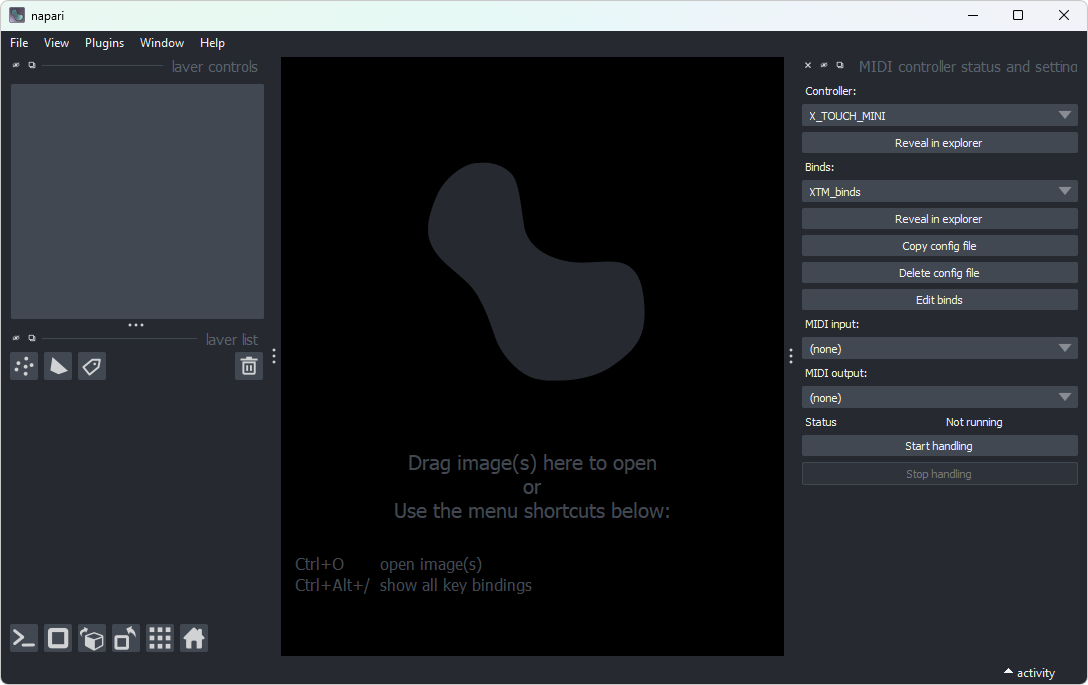 napari
File View Plugins Window Help
layer controls
layer list
Drag image(s) here to open
or
Use the menu shortcuts below:
Ctrl+O open image(s)
Ctrl+Alt+/ show all key bindings
MIDI controller status and setting
Controller:
X_TOUCH_MINI
Reveal in explorer
Binds:
XTM_binds
Reveal in explorer
Copy config file
Delete config file
Edit binds
MIDI input:
(none)
MIDI output:
(none)
Status Not running
Start handling
Stop handling
activity